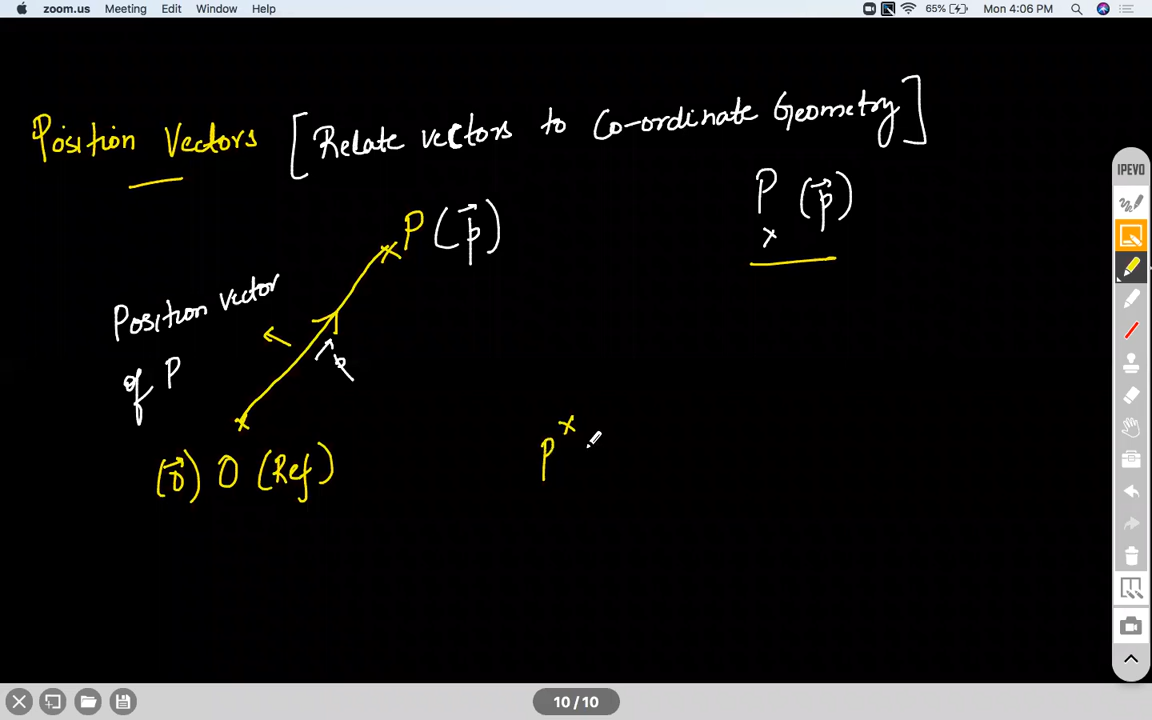 zoom.us Meeting Edit Window Help 65% Mon 4:06 PM
Position Vectors [Relate vectors to Co-ordinate Geometry]
P (p⃗)
P (p⃗)
x
Position vector
of P
p⃗
(0⃗) O (Ref)
P x
IPEVO
10/10